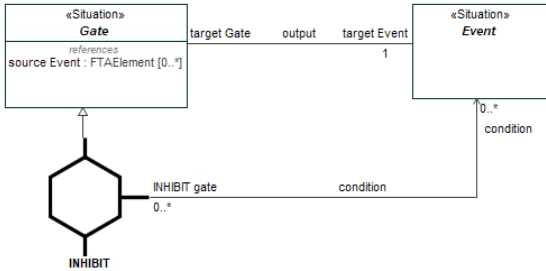 «Situation»
Gate
references
source Event : FTAElement [0..*]
target Gate
output
target Event
1
«Situation»
Event
0..*
condition
INHIBIT gate
0..*
condition
INHIBIT